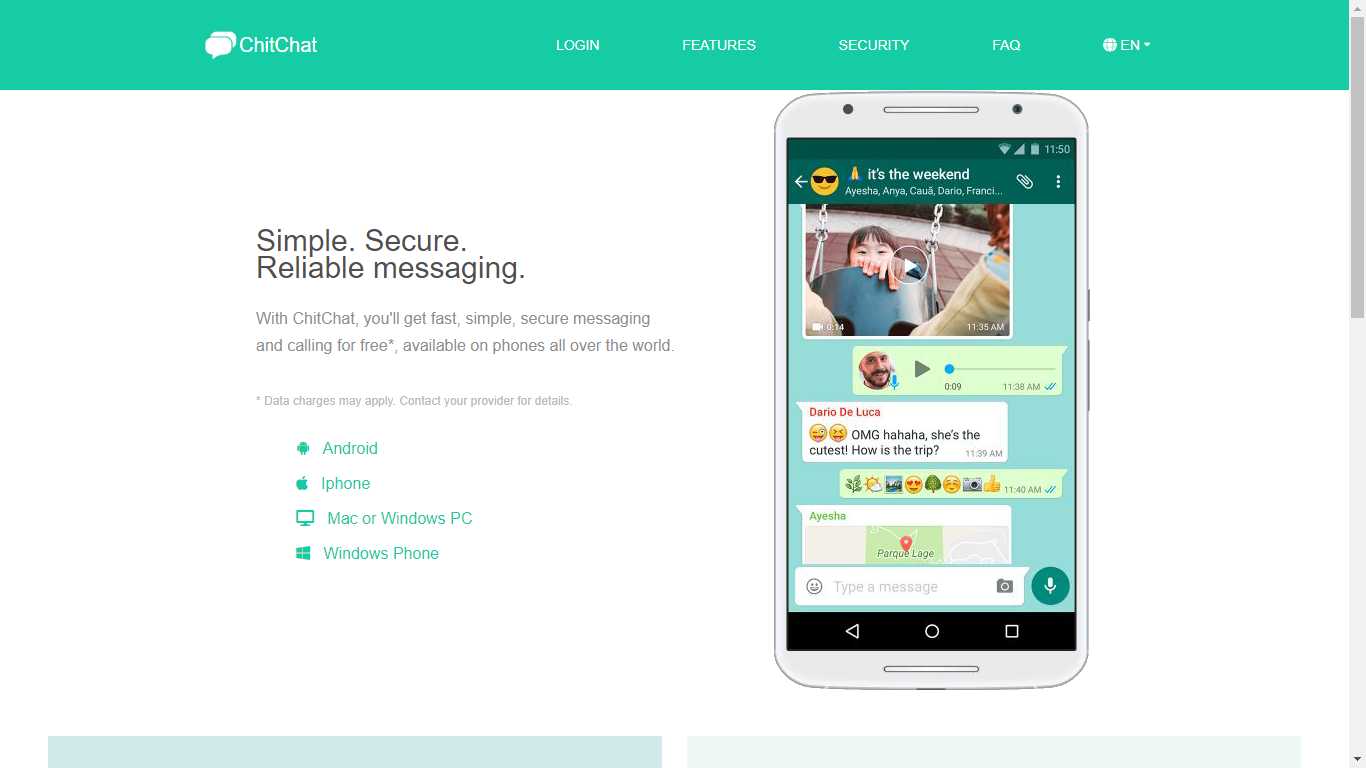 ChitChat
LOGIN
FEATURES
SECURITY
FAQ
EN
Simple. Secure.
Reliable messaging.
With ChitChat, you'll get fast, simple, secure messaging
and calling for free*, available on phones all over the world.
* Data charges may apply. Contact your provider for details.
Android
Iphone
Mac or Windows PC
Windows Phone
11:50
it's the weekend
Ayesha, Anya, Cauã, Dario, Franci...
0:14
11:35 AM
0:09
11:38 AM
Dario De Luca
OMG hahaha, she's the
cutest! How is the trip?
11:39 AM
11:40 AM
Ayesha
Parque Lage
Type a message